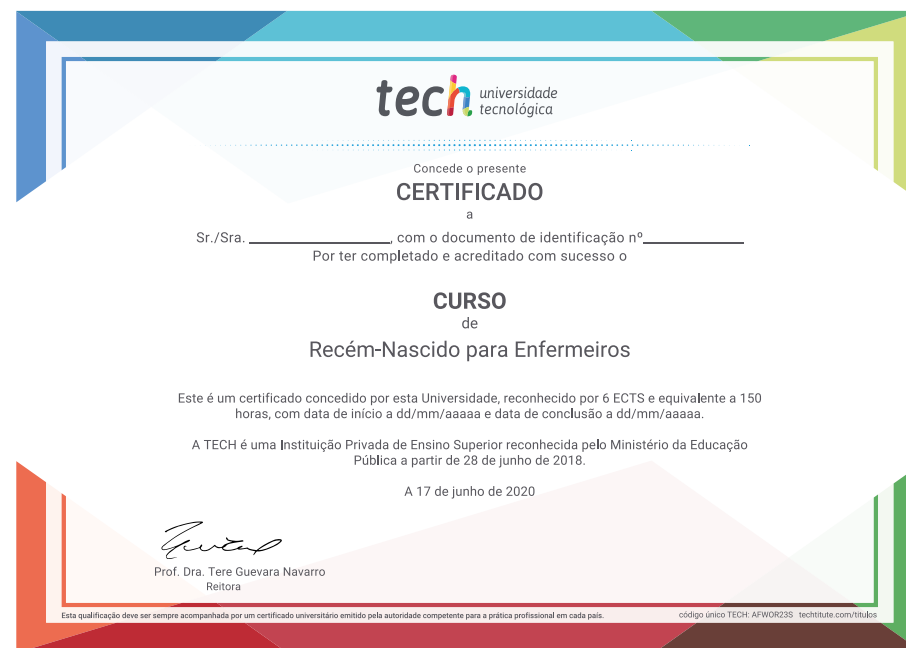 tech universidade
tecnológica
Concede o presente
CERTIFICADO
a
Sr./Sra. ____________________, com o documento de identificação nº______________
Por ter completado e acreditado com sucesso o
CURSO
de
Recém-Nascido para Enfermeiros
Este é um certificado concedido por esta Universidade, reconhecido por 6 ECTS e equivalente a 150
horas, com data de início a dd/mm/aaaaa e data de conclusão a dd/mm/aaaaa.
A TECH é uma Instituição Privada de Ensino Superior reconhecida pelo Ministério da Educação
Pública a partir de 28 de junho de 2018.
A 17 de junho de 2020
Prof. Dra. Tere Guevara Navarro
Reitora
Esta qualificação deve ser sempre acompanhada por um certificado universitário emitido pela autoridade competente para a prática profissional em cada país. código único TECH: AFWOR23S techtitute.com/títulos